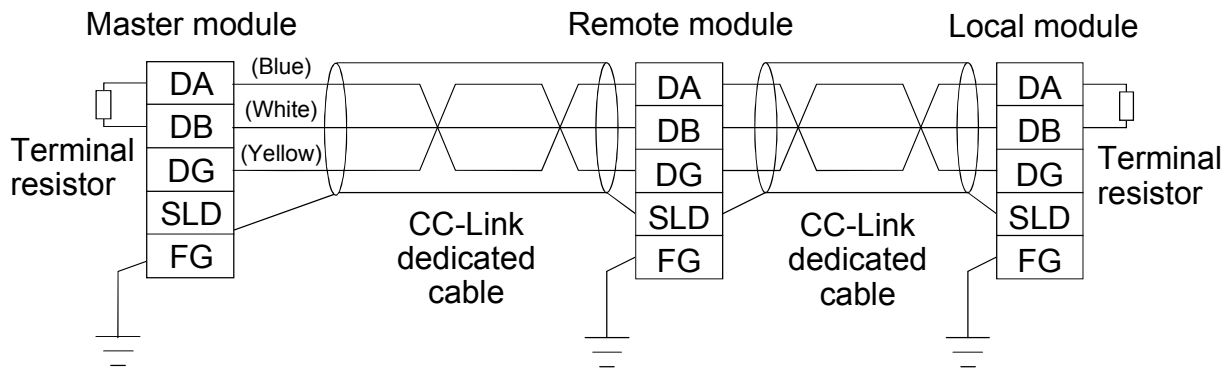 Master module
Remote module
Local module
DA
DB
DG
SLD
FG
(Blue)
(White)
(Yellow)
Terminal
resistor
CC-Link
dedicated
cable
DA
DB
DG
SLD
FG
CC-Link
dedicated
cable
DA
DB
DG
SLD
FG
Terminal
resistor